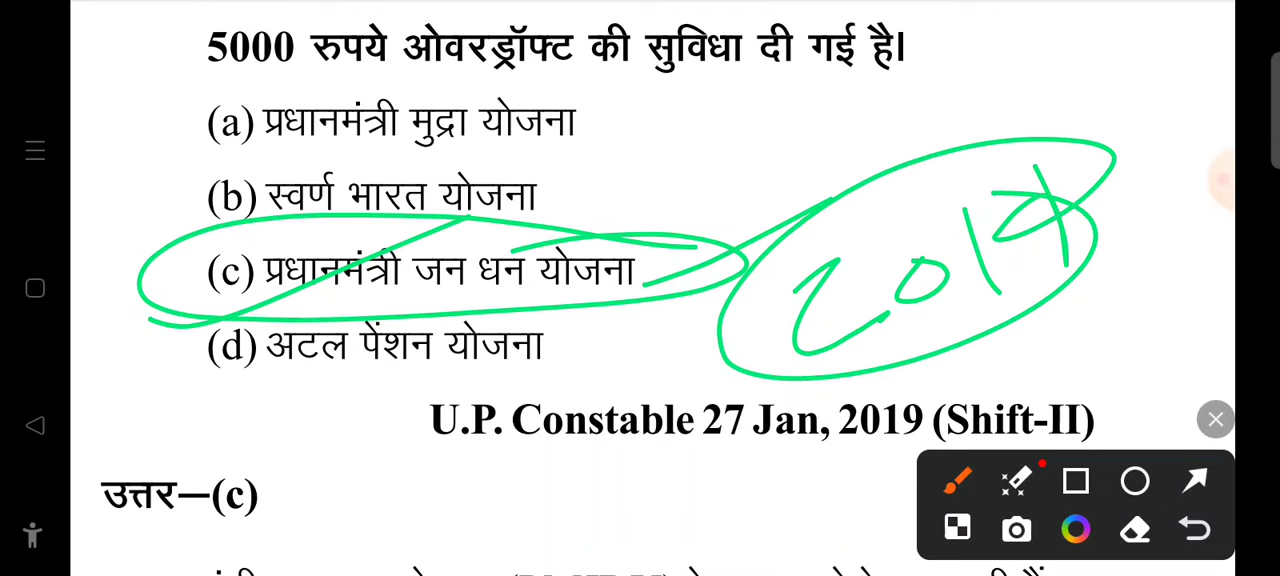 5000 रुपये ओवरड्रॉफ्ट की सुविधा दी गई है।
(a) प्रधानमंत्री मुद्रा योजना
(b) स्वर्ण भारत योजना
(c) प्रधानमंत्री जन धन योजना
2014
(d) अटल पेंशन योजना
U.P. Constable 27 Jan, 2019 (Shift-II)
उत्तर–(c)